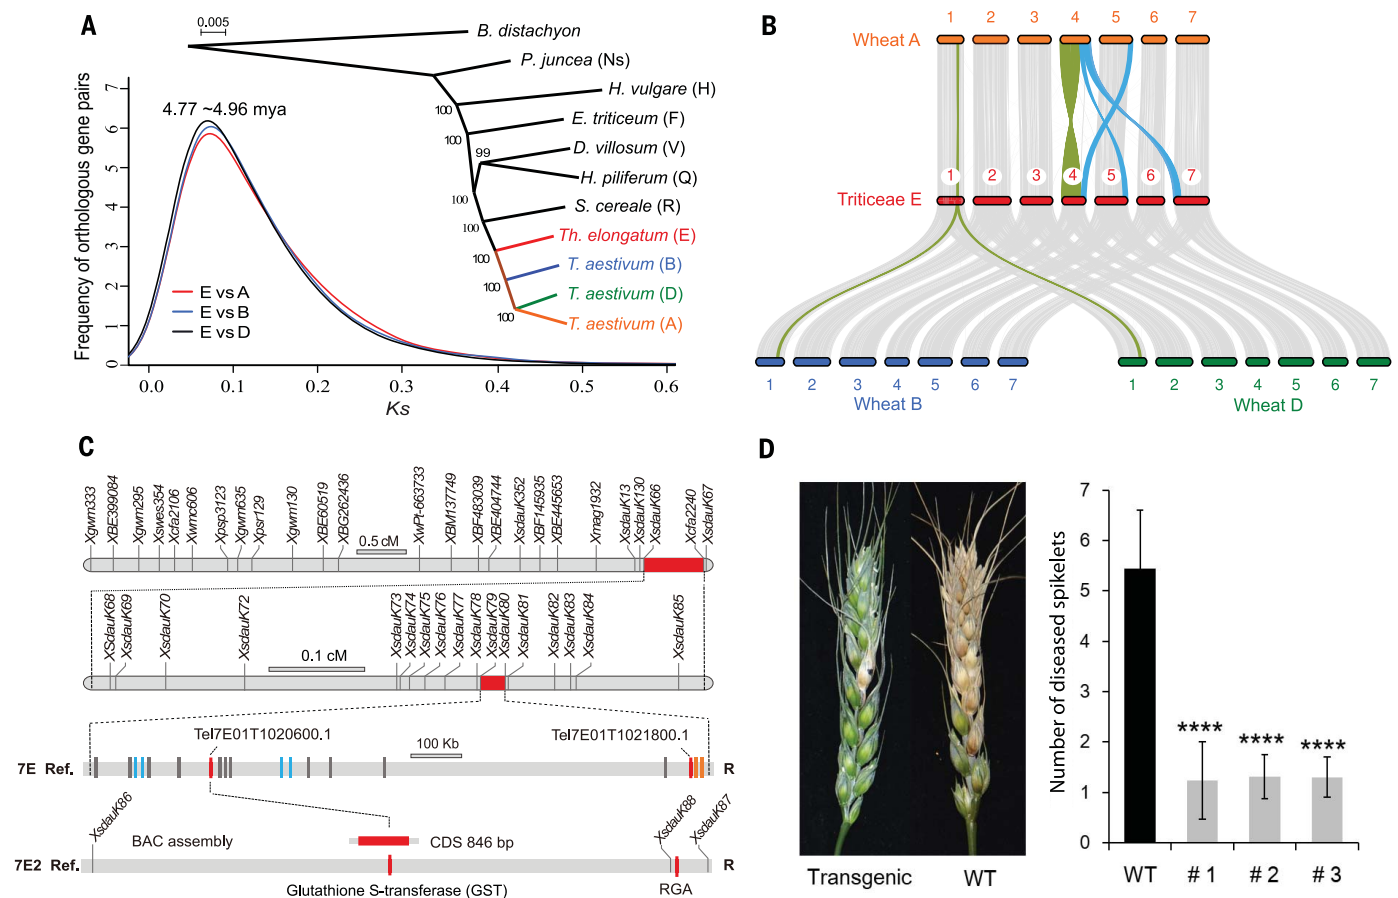 A
0.005
B. distachyon
P. juncea (Ns)
H. vulgare (H)
E. triticeum (F)
D. villosum (V)
H. piliferum (Q)
S. cereale (R)
Th. elongatum (E)
T. aestivum (B)
T. aestivum (D)
T. aestivum (A)
100
100
99
100
100
100
100
100
4.77 ~4.96 mya
Frequency of orthologous gene pairs
7
6
5
4
3
2
1
0
E vs A
E vs B
E vs D
0.0 0.1 0.2 0.3 0.4 0.5 0.6
Ks
B
1 2 3 4 5 6 7
Wheat A
1 2 3 4 5 6 7
Triticeae E
1 2 3 4 5 6 7
Wheat B
1 2 3 4 5 6 7
Wheat D
C
Xgwm333
XBE399084
Xgwm295
Xswes354
Xcfa2106
Xwmc606
Xpsp3123
Xgwm635
Xpsr129
Xgwm130
XBE60519
XBG262436
0.5 cM
XwPt-663733
XBM137749
XBF483039
XBE404744
XsdauK352
XBF145935
XBE445653
Xmag1932
XsdauK13
XsdauK130
XsdauK66
Xcfa2240
XsdauK67
XSdauK68
XsdauK69
XsdauK70
XsdauK72
0.1 cM
XsdauK73
XsdauK74
XsdauK75
XsdauK76
XsdauK77
XsdauK78
XsdauK79
XsdauK80
XsdauK81
XsdauK82
XsdauK83
XsdauK84
XsdauK85
Tel7E01T1020600.1
100 Kb
Tel7E01T1021800.1
7E Ref.
R
XsdauK86
BAC assembly
CDS 846 bp
XsdauK88
XsdauK87
7E2 Ref.
R
Glutathione S-transferase (GST)
RGA
D
Transgenic
WT
Number of diseased spikelets
7
6
5
4
3
2
1
0
**** **** ****
WT # 1 # 2 # 3